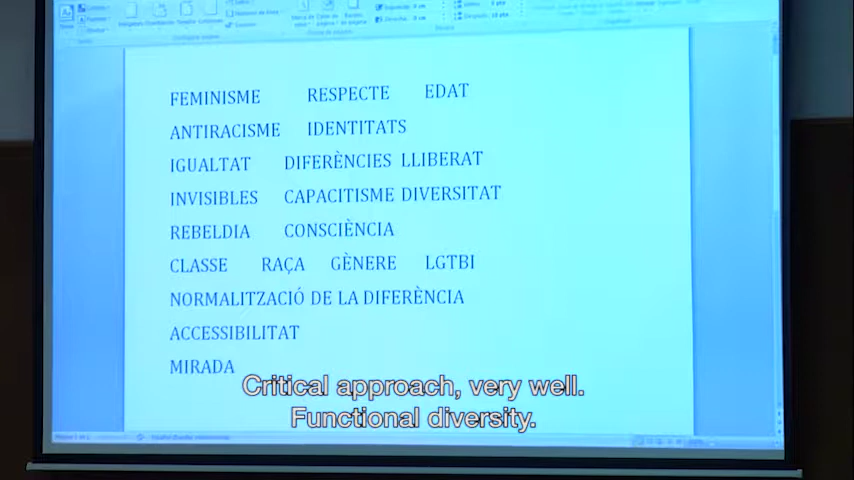 FEMINISME RESPECTE EDAT
ANTIRACISME IDENTITATS
IGUALTAT DIFERÈNCIES LLIBERAT
INVISIBLES CAPACITISME DIVERSITAT
REBELDIA CONSCIÈNCIA
CLASSE RAÇA GÈNERE LGTBI
NORMALITZACIÓ DE LA DIFERÈNCIA
ACCESSIBILITAT
MIRADA
Critical approach, very well.
Functional diversity.